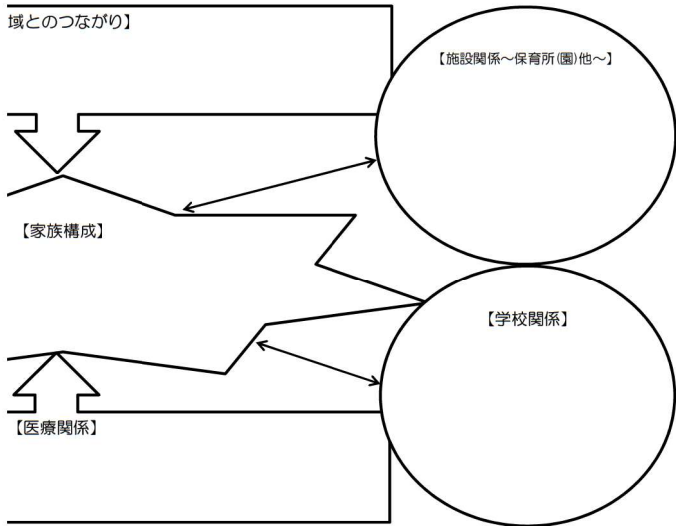 域とのつながり】
【施設関係～保育所(園)他～】
【家族構成】
【学校関係】
【医療関係】